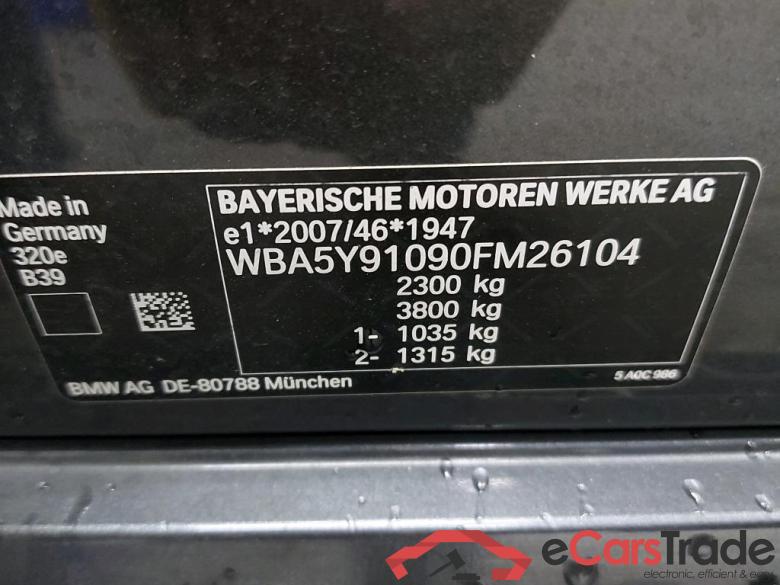 Made in
Germany
320e
B39
BAYERISCHE MOTOREN WERKE AG
e1*2007/46*1947
WBA5Y91090FM26104
2300 kg
3800 kg
1- 1035 kg
2- 1315 kg
BMW AG DE-80788 München
5 A0C 986
eCarsTrade
electronic, efficient & easy